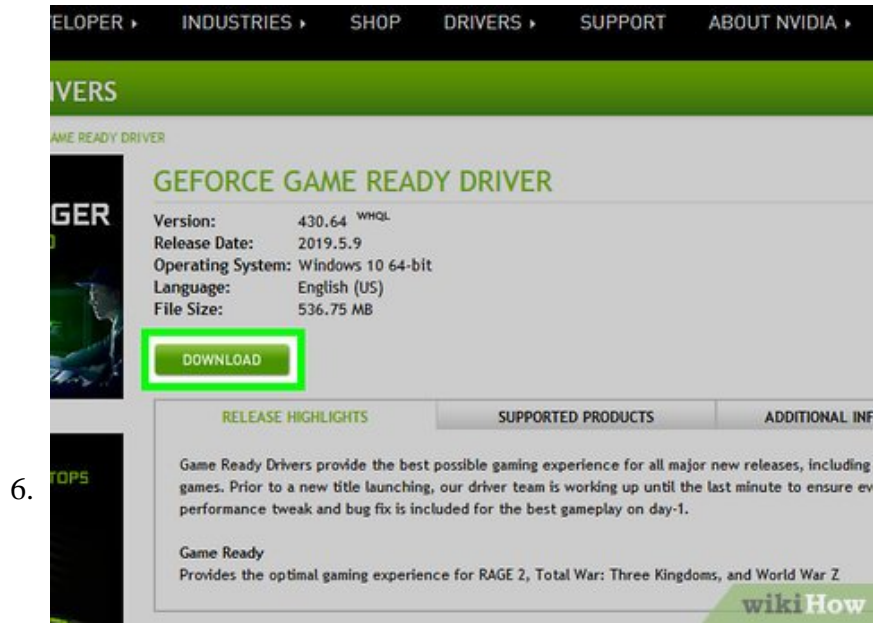 ELOPER ▸ INDUSTRIES ▸ SHOP DRIVERS ▸ SUPPORT ABOUT NVIDIA ▸
IVERS
AME READY DRIVER
GEFORCE GAME READY DRIVER
GER
Version: 430.64 WHQL
Release Date: 2019.5.9
Operating System: Windows 10 64-bit
Language: English (US)
File Size: 536.75 MB
DOWNLOAD
RELEASE HIGHLIGHTS SUPPORTED PRODUCTS ADDITIONAL INF
Game Ready Drivers provide the best possible gaming experience for all major new releases, including
TOPS
6.
games. Prior to a new title launching, our driver team is working up until the last minute to ensure ev
performance tweak and bug fix is included for the best gameplay on day-1.
Game Ready
Provides the optimal gaming experience for RAGE 2, Total War: Three Kingdoms, and World War Z
wikiHow